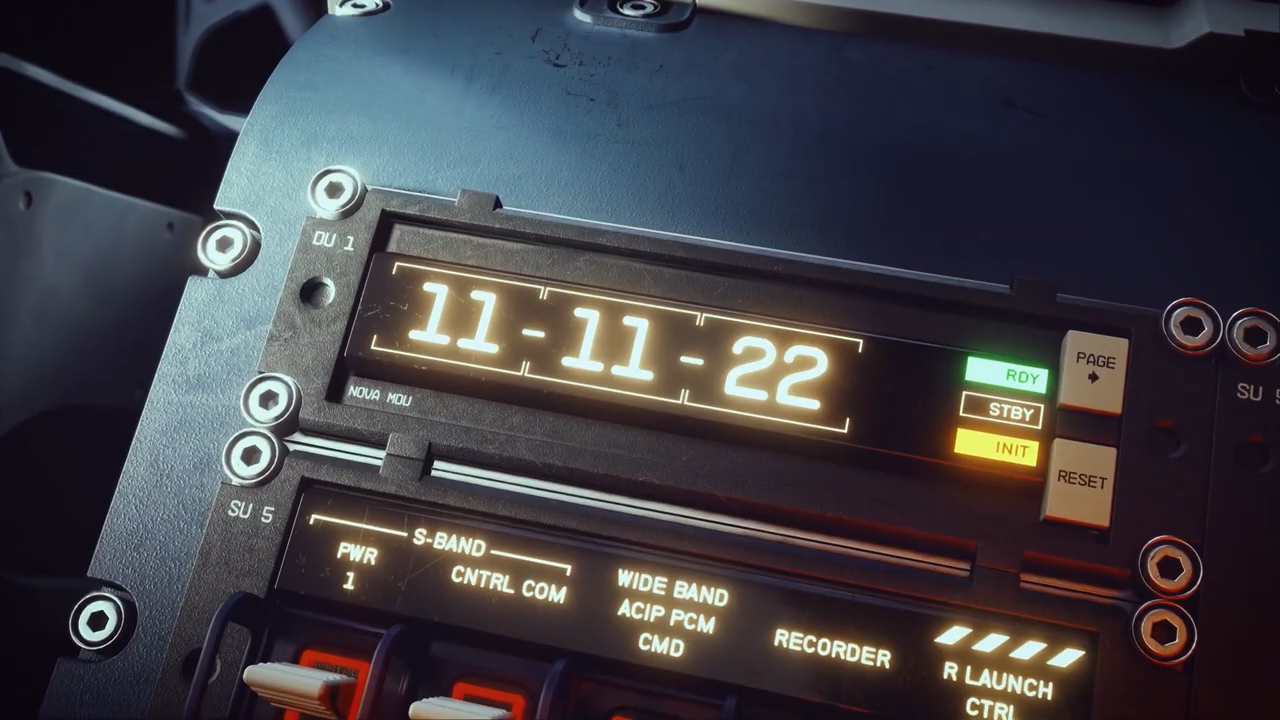 DU 1
11-11-22
RDY
STBY
INIT
PAGE
RESET
NOVA MDU
SU 5
S-BAND
PWR
1
CNTRL COM
WIDE BAND
ACIP PCM
CMD
RECORDER
R LAUNCH
CTRL
SU